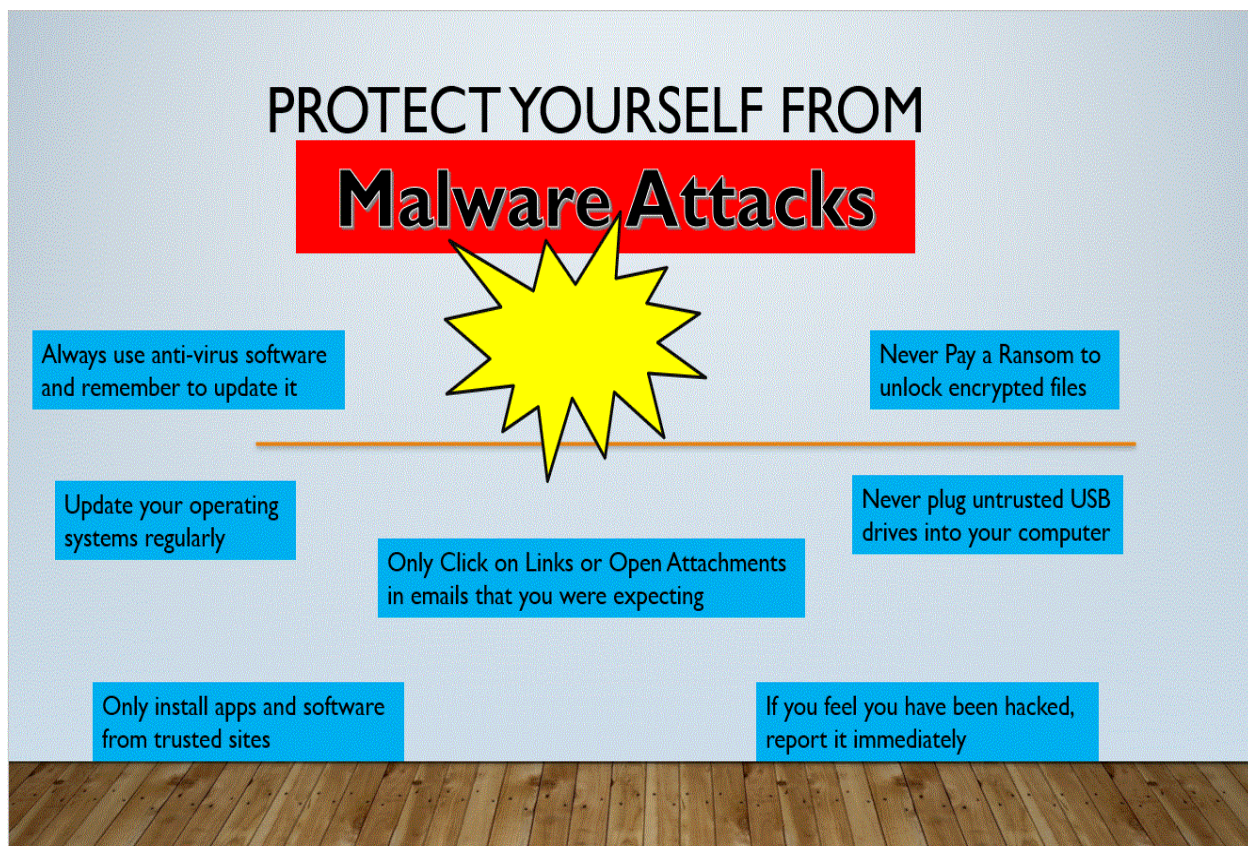 PROTECT YOURSELF FROM
Malware Attacks
Always use anti-virus software
and remember to update it
Never Pay a Ransom to
unlock encrypted files
Update your operating
systems regularly
Never plug untrusted USB
drives into your computer
Only Click on Links or Open Attachments
in emails that you were expecting
Only install apps and software
from trusted sites
If you feel you have been hacked,
report it immediately